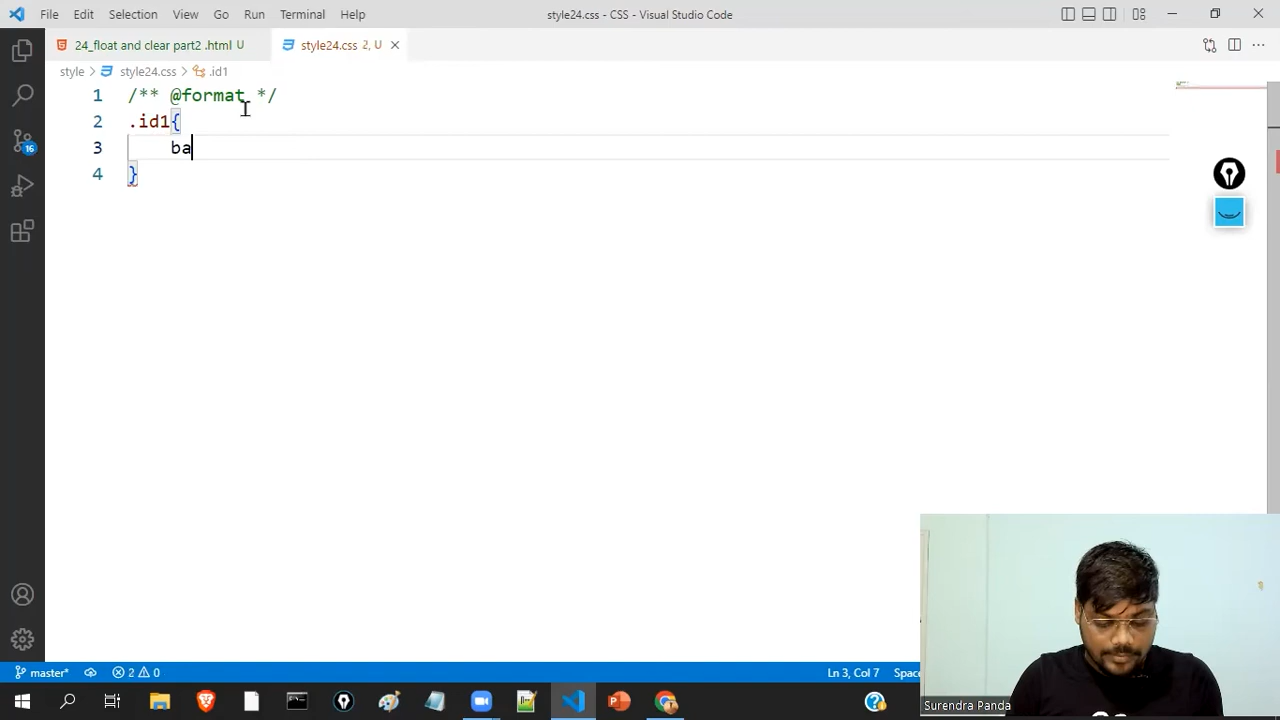 File Edit Selection View Go Run Terminal Help style24.css - CSS - Visual Studio Code
24_float and clear part2 .html U style24.css 2, U
style > style24.css > .id1
1 /** @format */
2 .id1{
3 ba
4 }
16
master* 2 0 Ln 3, Col 7 Spac
Surendra Panda